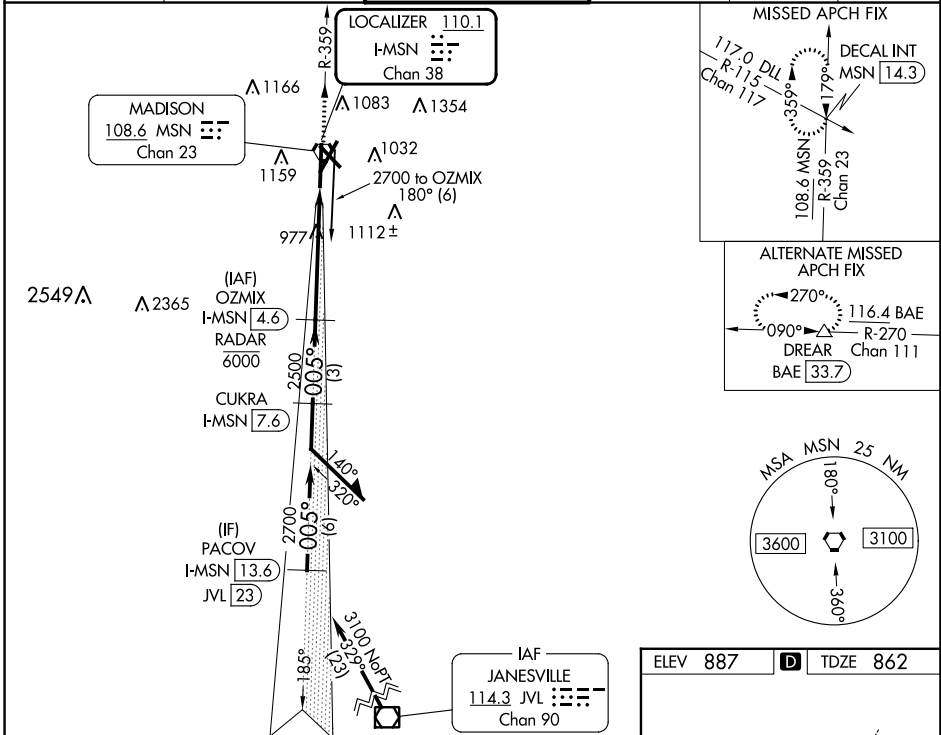 LOCALIZER 110.1
I-MSN
Chan 38
R-359
MADISON
108.6 MSN
Chan 23
1166
1083
1354
1159
1032
2700 to OZMIX
180° (6)
977
1112 ±
2549
2365
(IAF)
OZMIX
I-MSN 4.6
RADAR
6000
2500
005°
(3)
CUKRA
I-MSN 7.6
140°
320°
2700
005°
(6)
(IF)
PACOV
I-MSN 13.6
JVL 23
185°
3100 NoPT
329°
(23)
IAF
JANESVILLE
114.3 JVL
Chan 90
MISSED APCH FIX
117.0 DLL
R-115
Chan 117
359°
179°
DECAL INT
MSN 14.3
108.6 MSN
R-359
Chan 23
ALTERNATE MISSED
APCH FIX
270°
090°
116.4 BAE
R-270
Chan 111
DREAR
BAE 33.7
MSA MSN 25 NM
180°
3600
3100
360°
ELEV 887 D TDZE 862